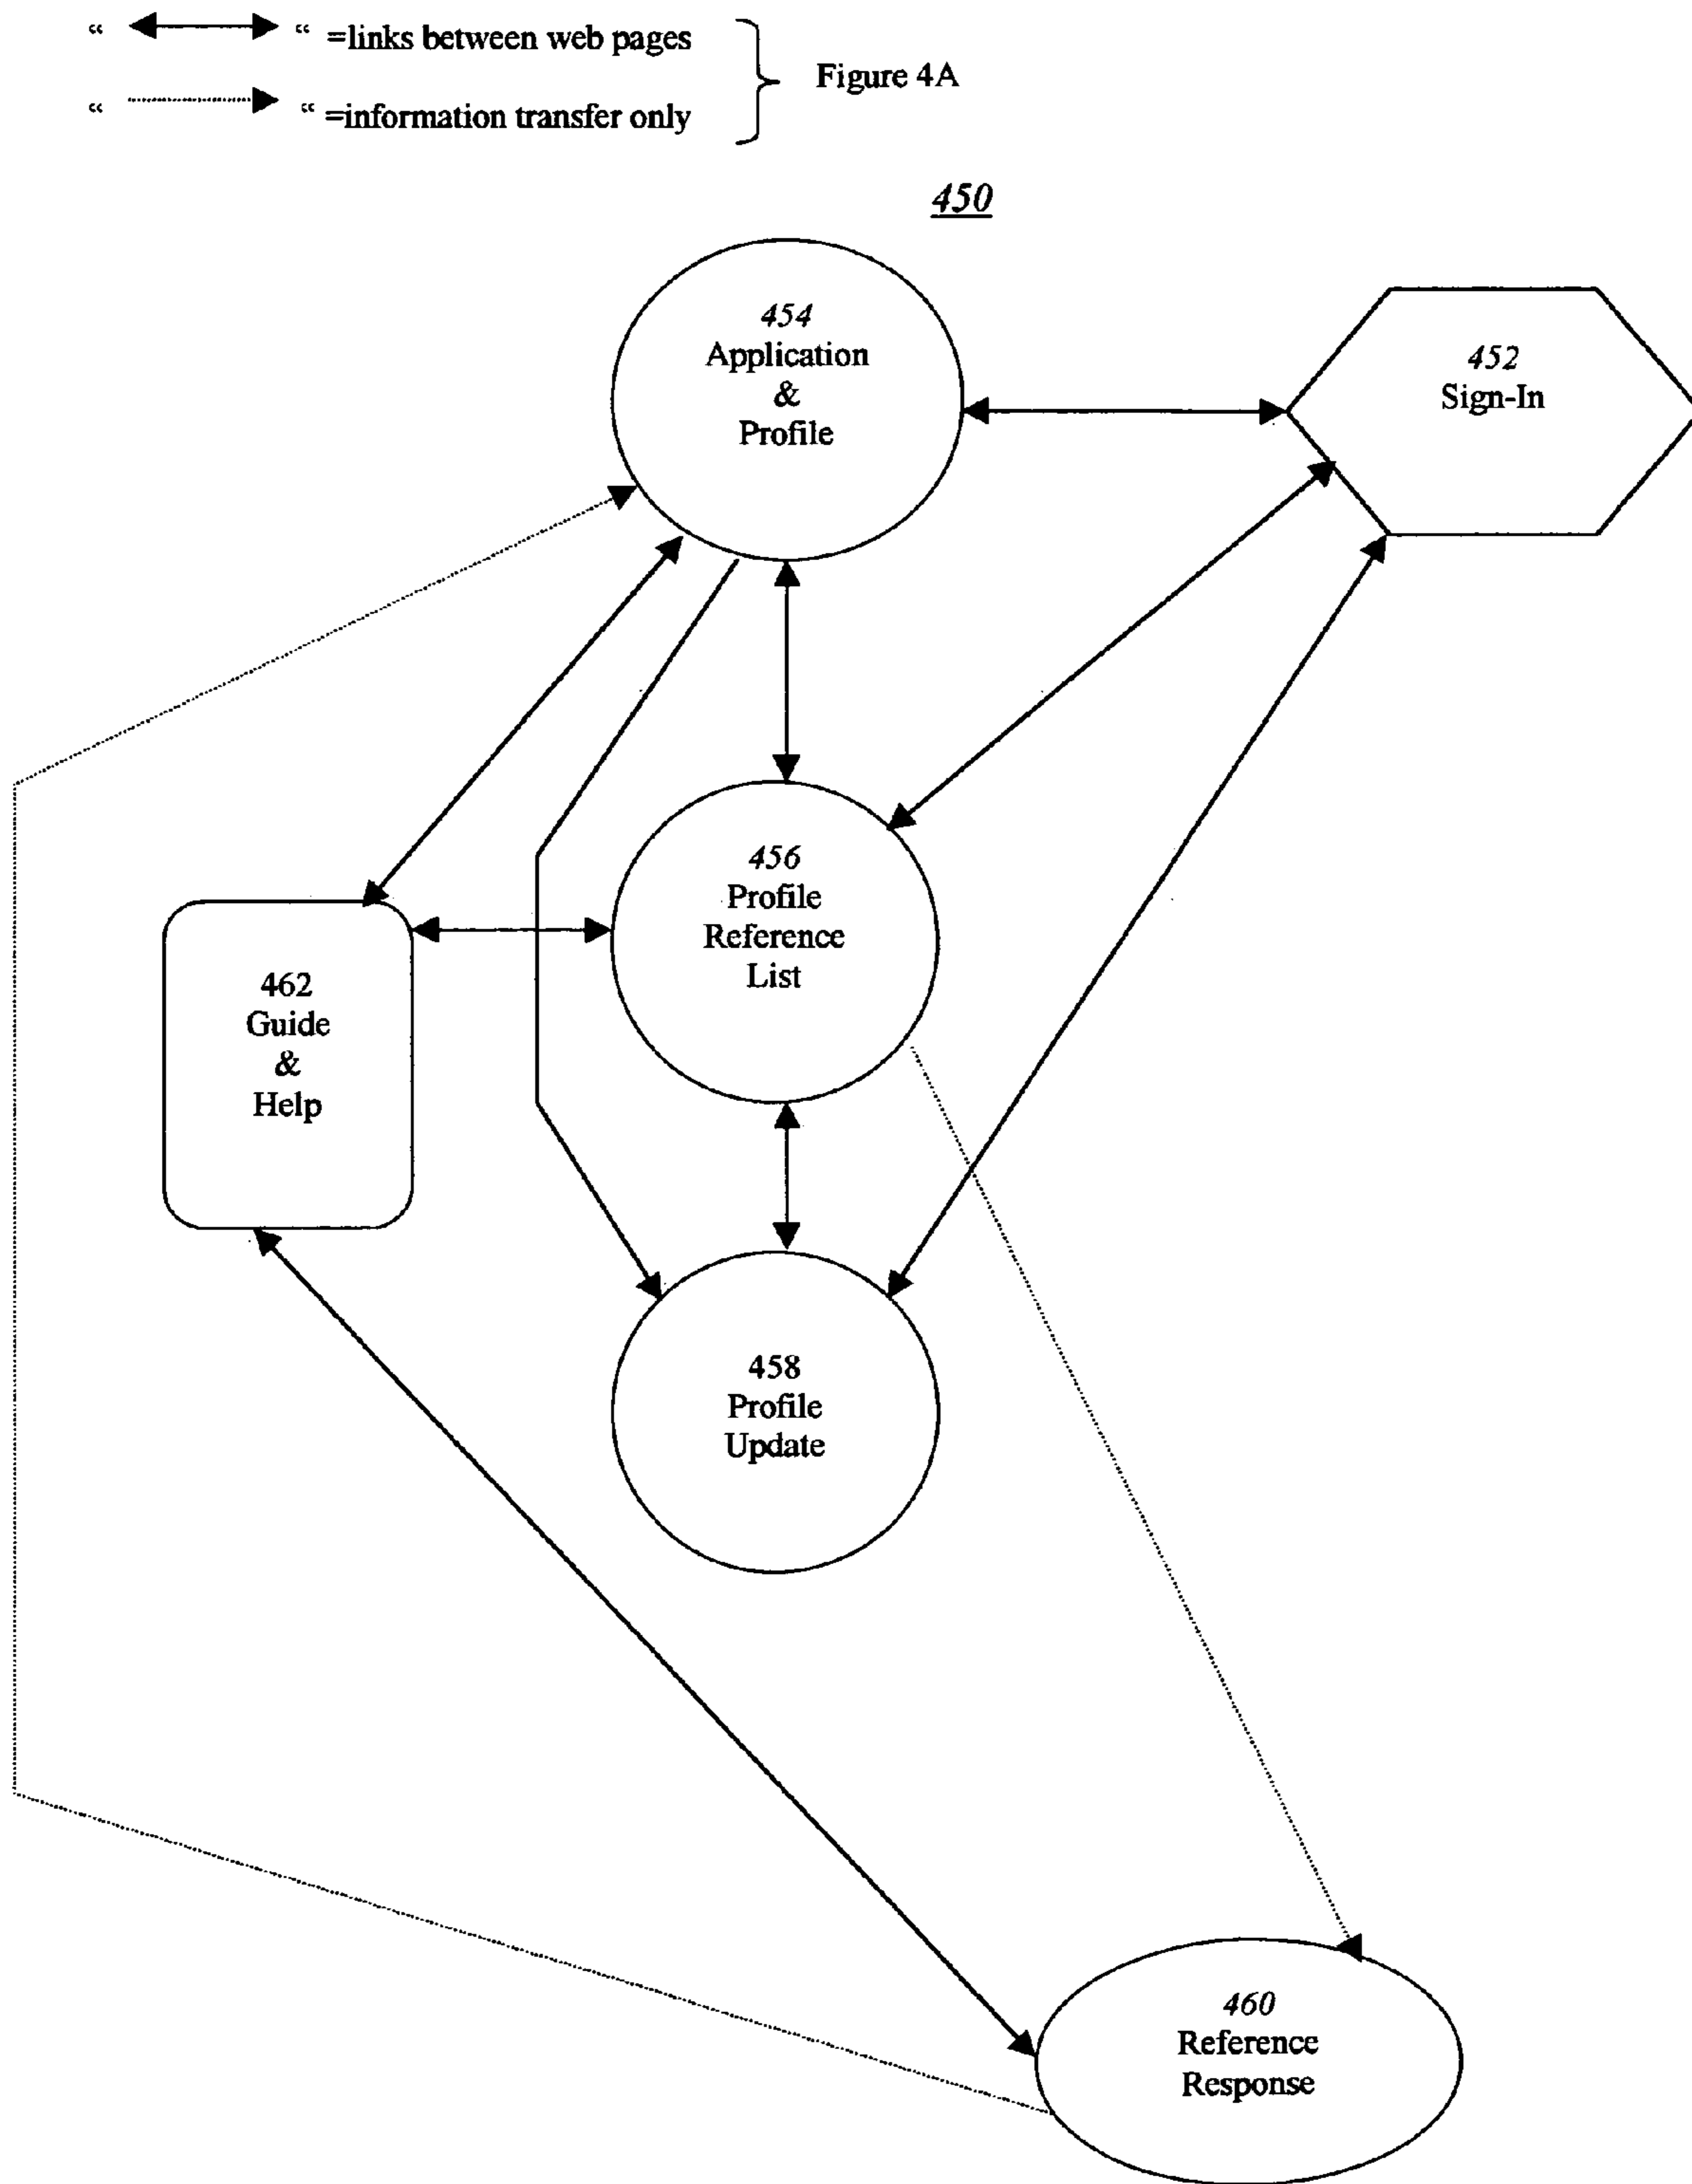 “ “ =links between web pages
“ “ =information transfer only
Figure 4A
450
454
Application
&
Profile
452
Sign-In
456
Profile
Reference
List
462
Guide
&
Help
458
Profile
Update
460
Reference
Response